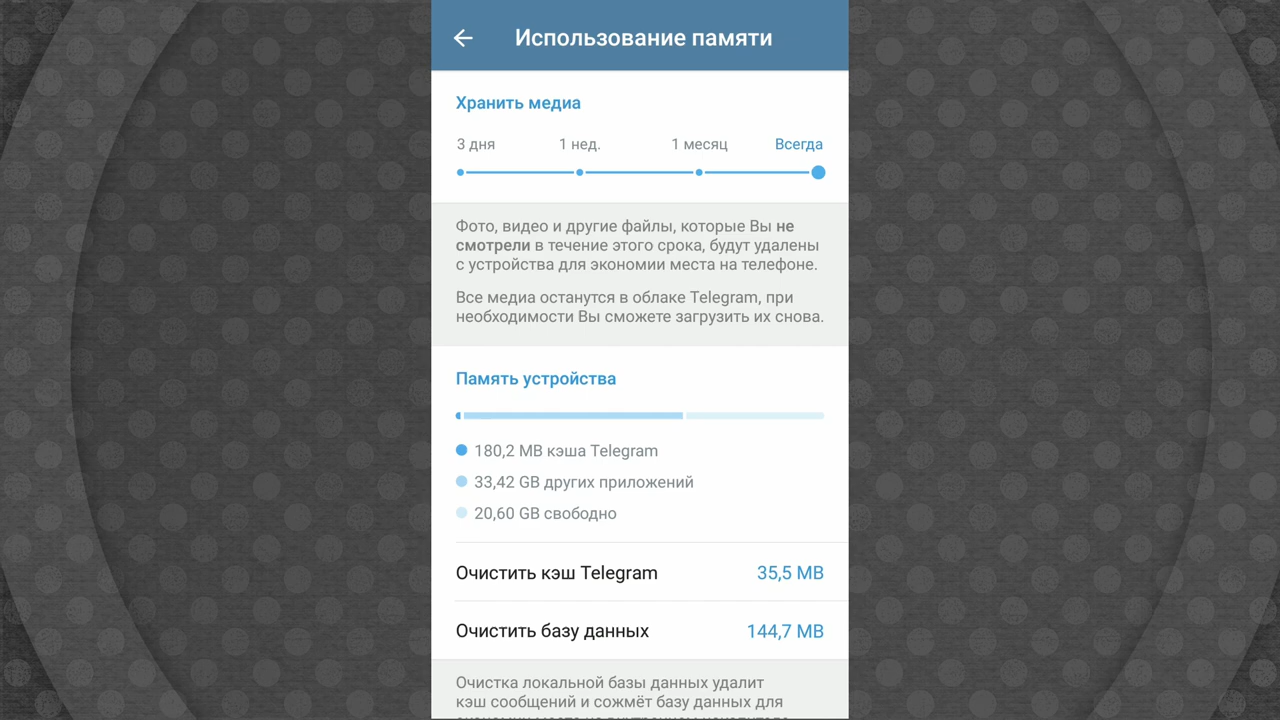 Использование памяти
Хранить медиа
3 дня 1 нед. 1 месяц Всегда
Фото, видео и другие файлы, которые Вы не
смотрели в течение этого срока, будут удалены
с устройства для экономии места на телефоне.
Все медиа останутся в облаке Telegram, при
необходимости Вы сможете загрузить их снова.
Память устройства
180,2 MB кэша Telegram
33,42 GB других приложений
20,60 GB свободно
Очистить кэш Telegram 35,5 MB
Очистить базу данных 144,7 MB
Очистка локальной базы данных удалит
кэш сообщений и сожмёт базу данных для